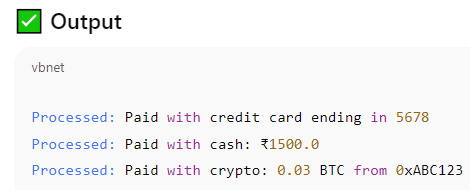 ✅ Output
vbnet
Processed: Paid with credit card ending in 5678
Processed: Paid with cash: ₹1500.0
Processed: Paid with crypto: 0.03 BTC from 0xABC123